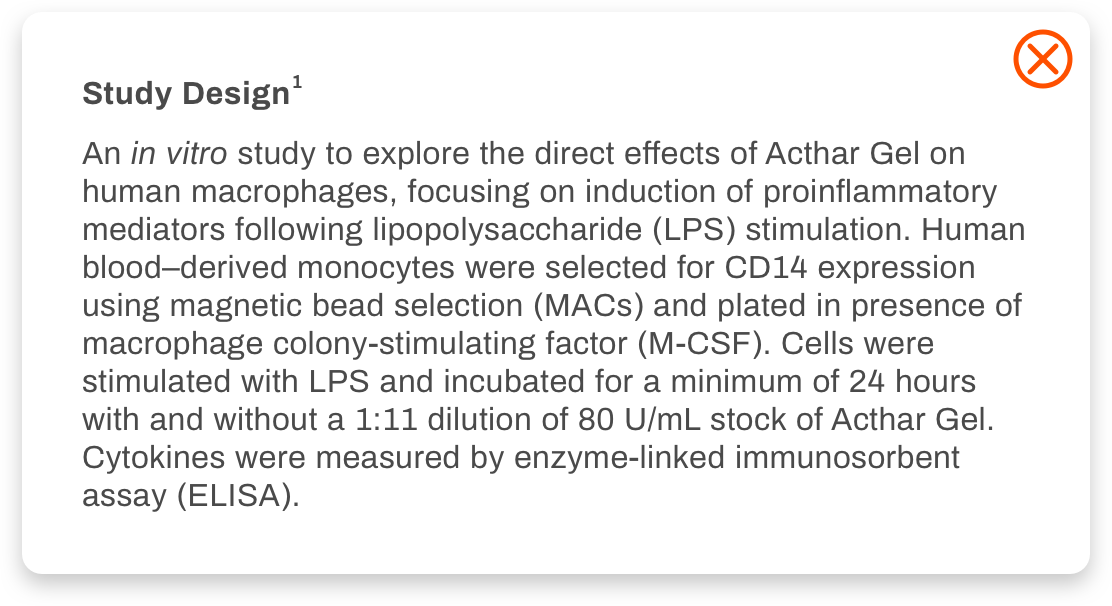 Study Design¹
An in vitro study to explore the direct effects of Acthar Gel on
human macrophages, focusing on induction of proinflammatory
mediators following lipopolysaccharide (LPS) stimulation. Human
blood–derived monocytes were selected for CD14 expression
using magnetic bead selection (MACs) and plated in presence of
macrophage colony-stimulating factor (M-CSF). Cells were
stimulated with LPS and incubated for a minimum of 24 hours
with and without a 1:11 dilution of 80 U/mL stock of Acthar Gel.
Cytokines were measured by enzyme-linked immunosorbent
assay (ELISA).